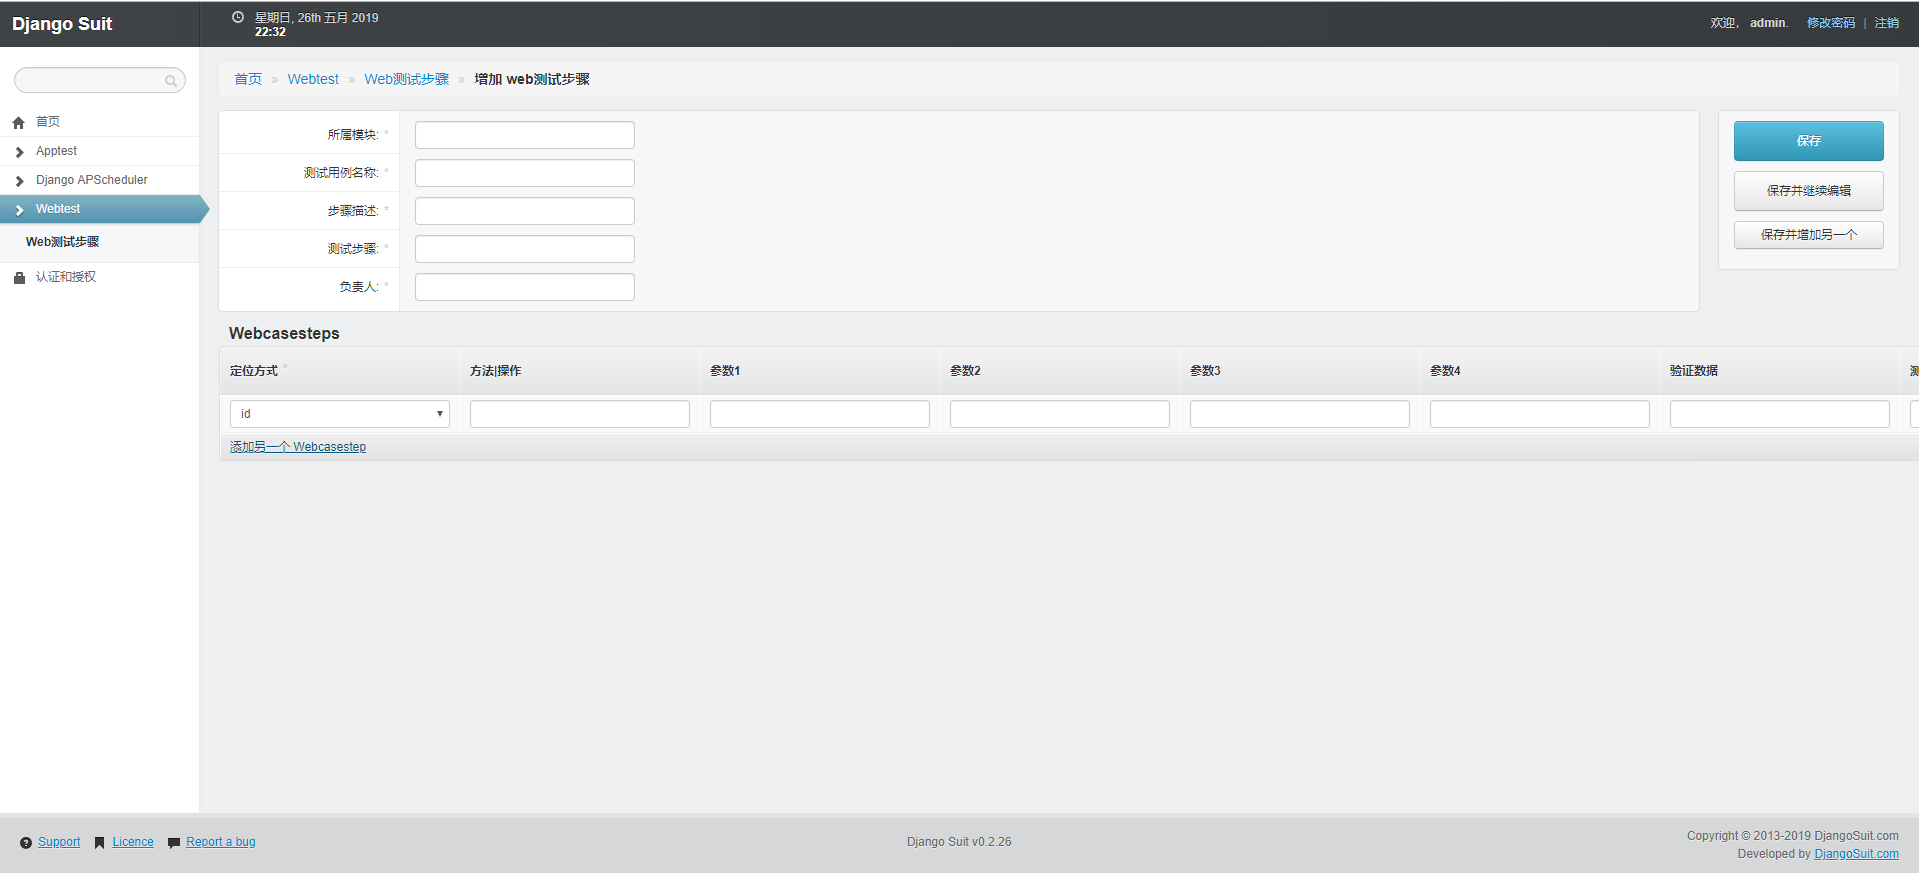 Django Suit
星期日, 26th 五月 2019
22:32
欢迎, admin. 修改密码 | 注销
首页
Apptest
Django APScheduler
Webtest
Web测试步骤
认证和授权
首页 » Webtest » Web测试步骤 » 增加 web测试步骤
所属模块: *
测试用例名称: *
步骤描述: *
测试步骤: *
负责人: *
保存
保存并继续编辑
保存并增加另一个
Webcasesteps
定位方式 * 方法|操作 参数1 参数2 参数3 参数4 验证数据
id
添加另一个 Webcasestep
Support Licence Report a bug
Django Suit v0.2.26
Copyright © 2013-2019 DjangoSuit.com
Developed by DjangoSuit.com